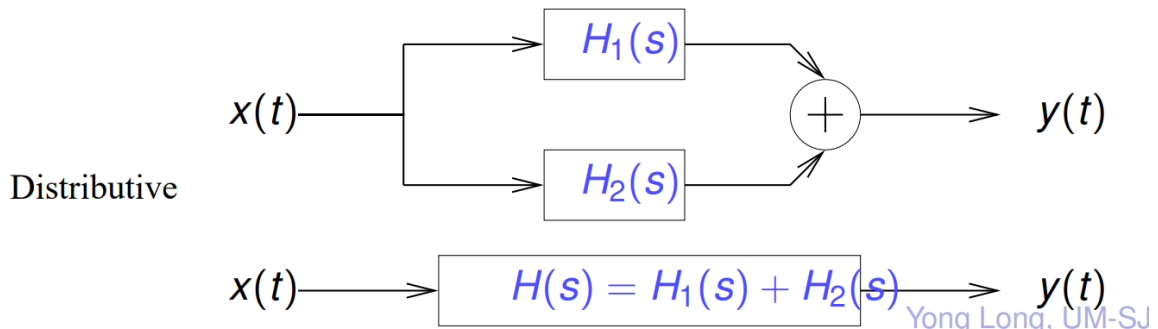 H₁(s)
x(t)
+
y(t)
Distributive
H₂(s)
x(t)
H(s) = H₁(s) + H₂(s)
y(t)
Yong Long, UM-SJ